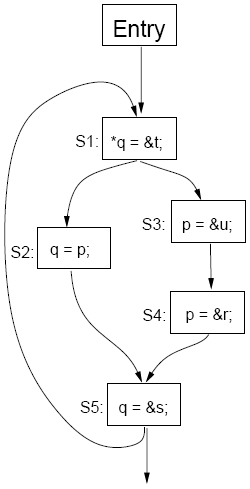 Entry
S1: *q = &t;
S3: p = &u;
S2: q = p;
S4: p = &r;
S5: q = &s;